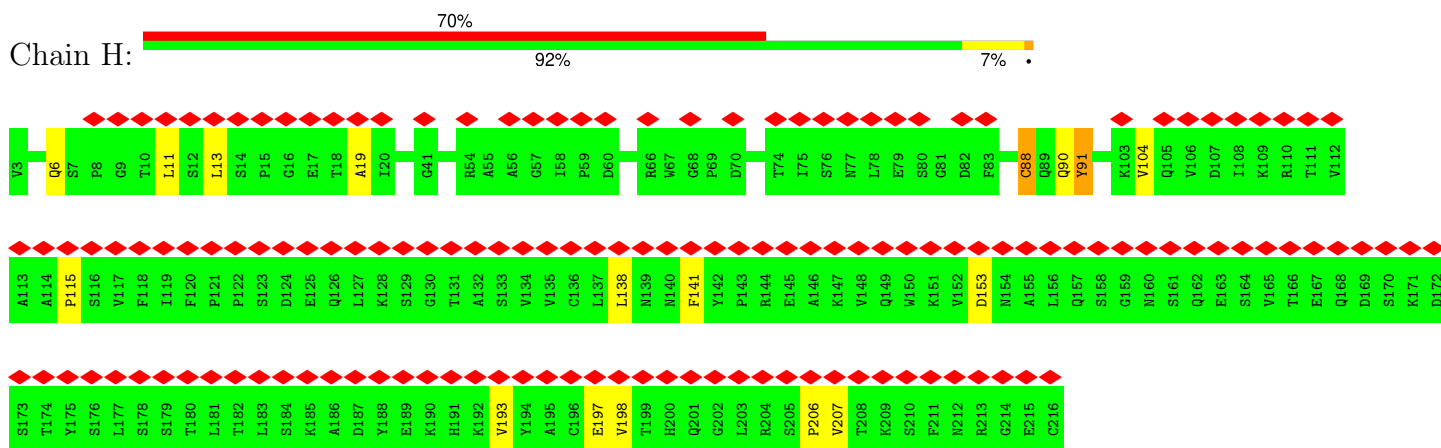 70%
Chain H:
92% 7% •
V3 Q6 S7 P8 G9 T10 L11 S12 L13 S14 P15 G16 E17 T18 A19 I20 G41 R54 A55 A56 G57 I58 P59 D60 R66 W67 G68 P69 D70 T74 I75 S76 N77 L78 E79 S80 G81 D82 F83 C88 Q89 Q90 Y91 K103 V104 Q105 V106 D107 I108 K109 R110 T111 V112
A113 A114 P115 S116 V117 F118 I119 F120 P121 P122 S123 D124 E125 Q126 L127 K128 S129 G130 T131 A132 S133 V134 V135 C136 L137 L138 N139 N140 F141 Y142 P143 R144 E145 A146 K147 V148 Q149 W150 K151 V152 D153 N154 A155 L156 Q157 S158 G159 N160 S161 Q162 E163 S164 V165 T166 E167 Q168 D169 S170 K171 D172
S173 T174 Y175 S176 L177 S178 S179 T180 L181 T182 L183 S184 K185 A186 D187 Y188 E189 K190 H191 K192 V193 Y194 A195 C196 E197 V198 T199 H200 Q201 G202 L203 R204 S205 P206 V207 T208 K209 S210 F211 N212 R213 G214 E215 C216